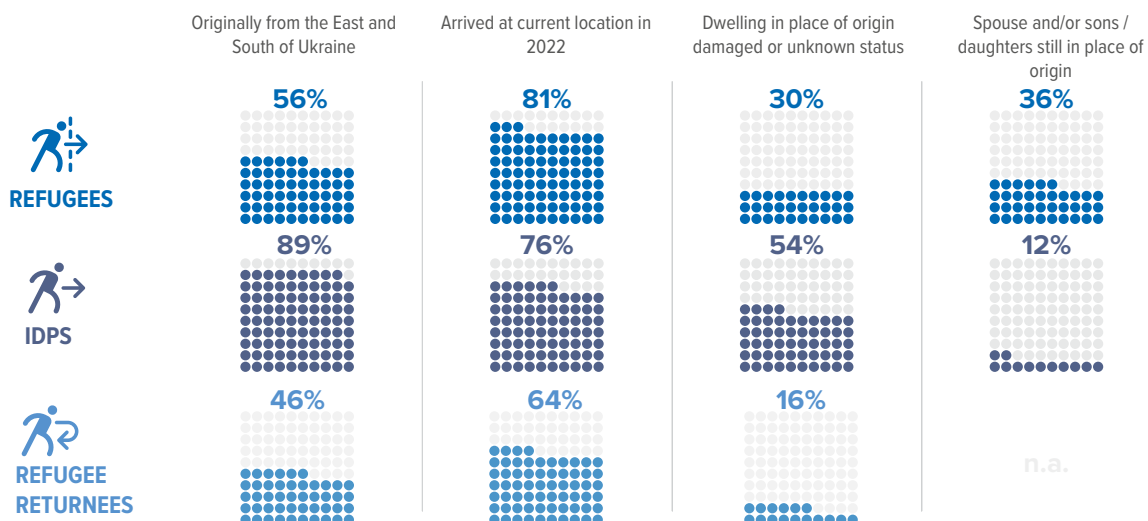 Originally from the East and
South of Ukraine
Arrived at current location in
2022
Dwelling in place of origin
damaged or unknown status
Spouse and/or sons /
daughters still in place of
origin
56%
81%
30%
36%
REFUGEES
89%
76%
54%
12%
IDPS
46%
64%
16%
n.a.
REFUGEE
RETURNEES